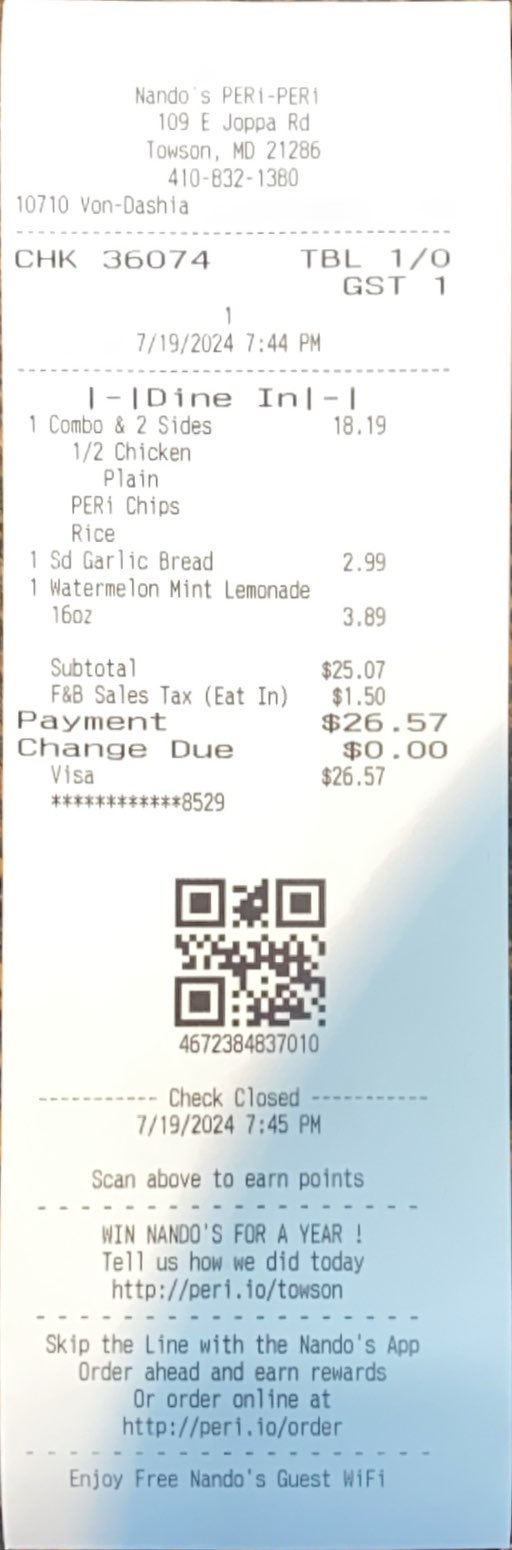 Nando's PERi-PERi
109 E Joppa Rd
Towson, MD 21286
410-832-1380
10710 Von-Dashia
----------------------------------------
CHK 36074 TBL 1/0
GST 1
1
7/19/2024 7:44 PM
----------------------------------------
|-|Dine In|-|
1 Combo & 2 Sides 18.19
1/2 Chicken
Plain
PERi Chips
Rice
1 Sd Garlic Bread 2.99
1 Watermelon Mint Lemonade
16oz 3.89
Subtotal $25.07
F&B Sales Tax (Eat In) $1.50
Payment $26.57
Change Due $0.00
Visa $26.57
************8529
4672384837010
----------- Check Closed -----------
7/19/2024 7:45 PM
Scan above to earn points
- - - - - - - - - - - - - - - - - -
WIN NANDO'S FOR A YEAR !
Tell us how we did today
http://peri.io/towson
- - - - - - - - - - - - - - - - - -
Skip the Line with the Nando's App
Order ahead and earn rewards
Or order online at
http://peri.io/order
- - - - - - - - - - - - - - - - - - -
Enjoy Free Nando's Guest WiFi